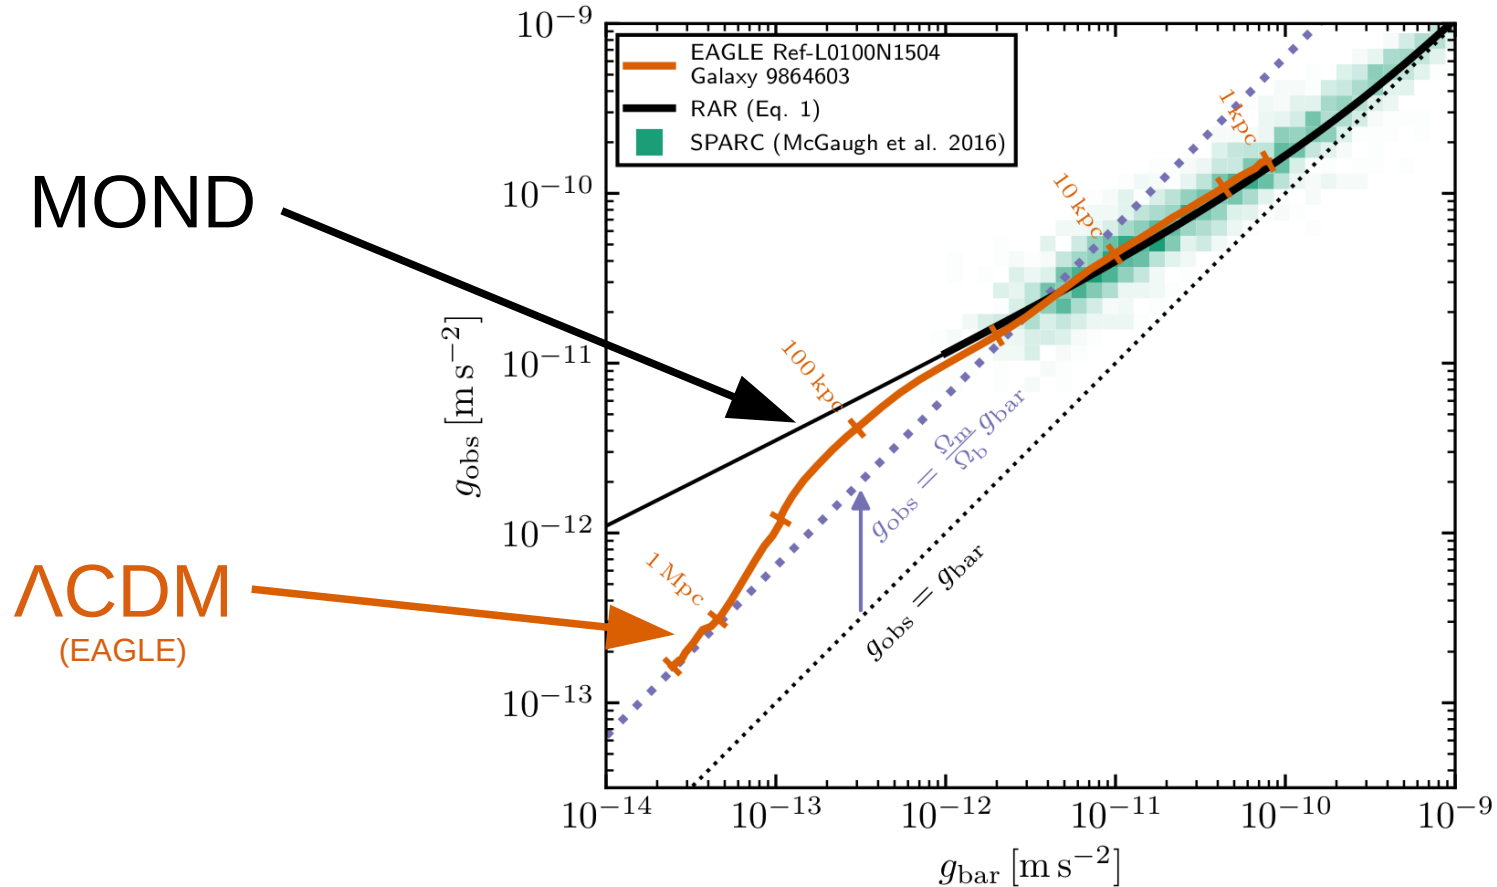 10⁻⁹
EAGLE Ref-L0100N1504
Galaxy 9864603
RAR (Eq. 1)
SPARC (McGaugh et al. 2016)
1 kpc
MOND
10⁻¹⁰
10 kpc
100 kpc
10⁻¹¹
g_obs [m s⁻²]
g_obs = Ω_m/Ω_b g_bar
10⁻¹²
1 Mpc
g_obs = g_bar
ΛCDM
(EAGLE)
10⁻¹³
10⁻¹⁴ 10⁻¹³ 10⁻¹² 10⁻¹¹ 10⁻¹⁰ 10⁻⁹
g_bar [m s⁻²]